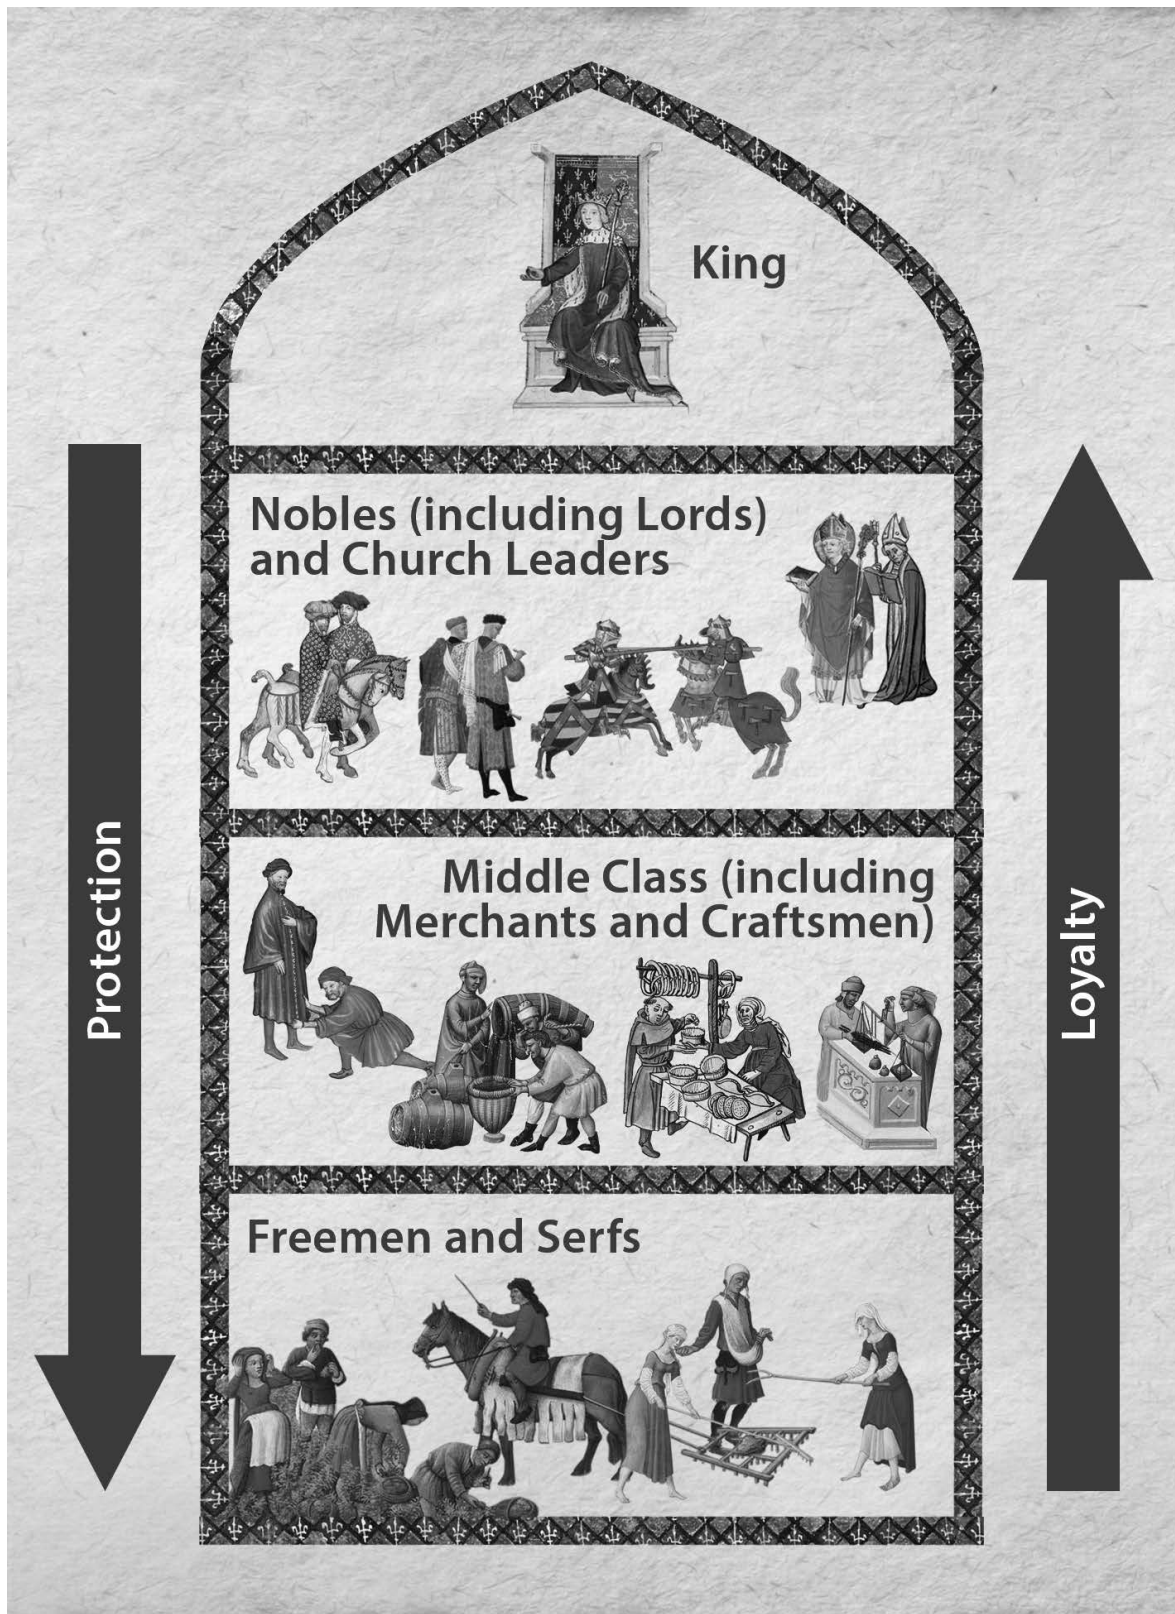 King
Nobles (including Lords)
and Church Leaders
Protection
Loyalty
Middle Class (including
Merchants and Craftsmen)
Freemen and Serfs